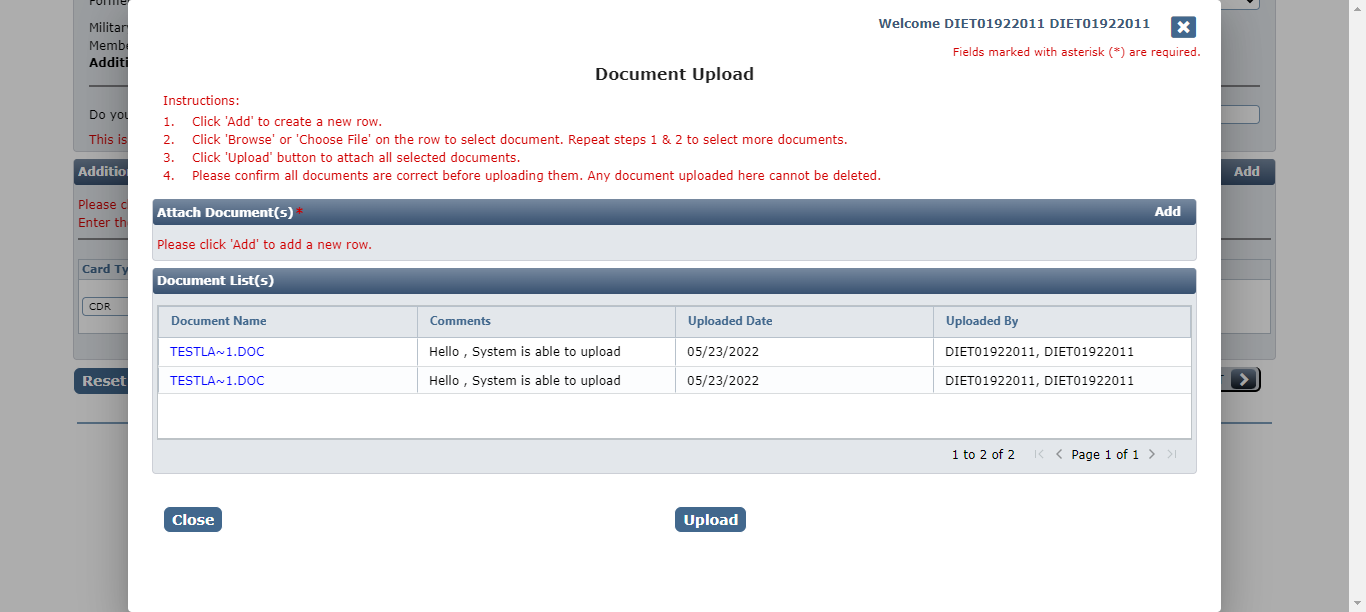 Welcome DIET01922011 DIET01922011
Fields marked with asterisk (*) are required.
Document Upload
Instructions:
1. Click 'Add' to create a new row.
2. Click 'Browse' or 'Choose File' on the row to select document. Repeat steps 1 & 2 to select more documents.
3. Click 'Upload' button to attach all selected documents.
4. Please confirm all documents are correct before uploading them. Any document uploaded here cannot be deleted.
Attach Document(s)* Add
Please click 'Add' to add a new row.
Document List(s)
Document Name Comments Uploaded Date Uploaded By
TESTLA~1.DOC Hello , System is able to upload 05/23/2022 DIET01922011, DIET01922011
TESTLA~1.DOC Hello , System is able to upload 05/23/2022 DIET01922011, DIET01922011
1 to 2 of 2 Page 1 of 1
Close Upload
Military
Do you
This is
Add
Please
Enter
Card
CDR
Reset